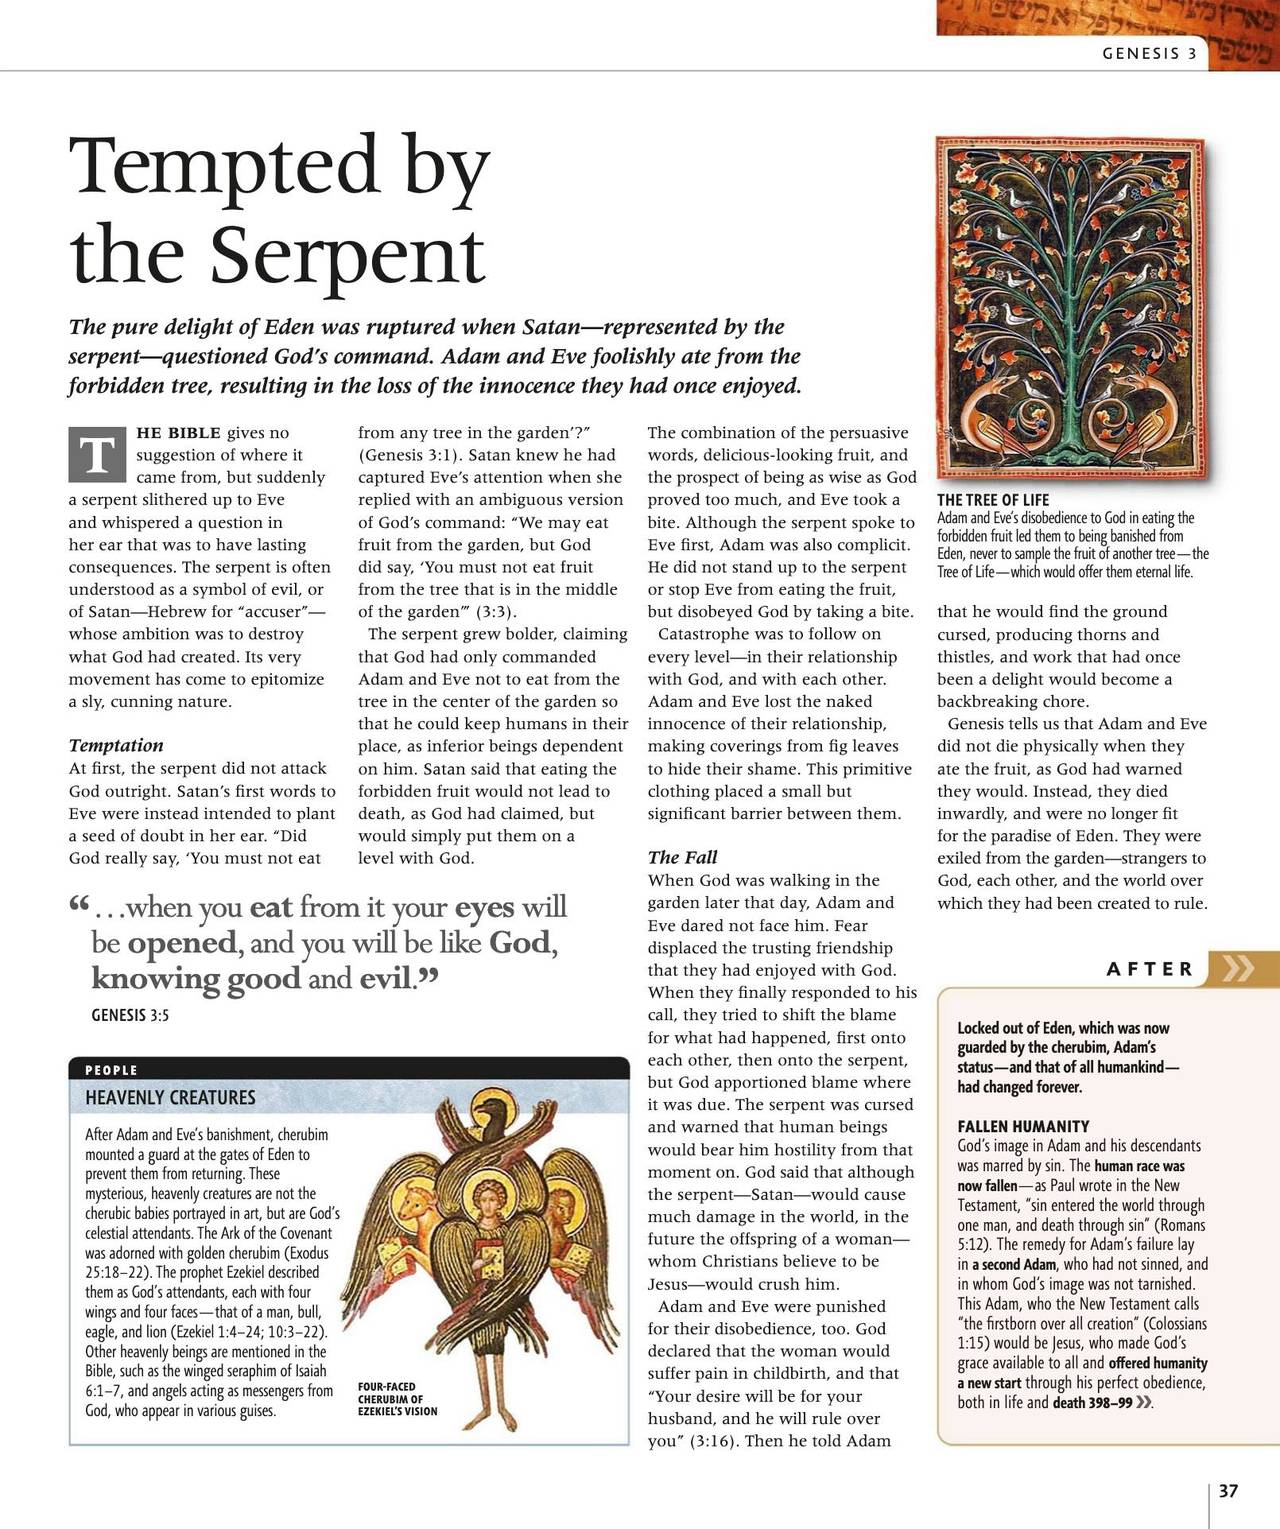 GENESIS 3
Tempted by
the Serpent
The pure delight of Eden was ruptured when Satan—represented by the
serpent—questioned God's command. Adam and Eve foolishly ate from the
forbidden tree, resulting in the loss of the innocence they had once enjoyed.
THE BIBLE gives no
suggestion of where it
came from, but suddenly
a serpent slithered up to Eve
and whispered a question in
her ear that was to have lasting
consequences. The serpent is often
understood as a symbol of evil, or
of Satan—Hebrew for “accuser”—
whose ambition was to destroy
what God had created. Its very
movement has come to epitomize
a sly, cunning nature.
Temptation
At first, the serpent did not attack
God outright. Satan's first words to
Eve were instead intended to plant
a seed of doubt in her ear. “Did
God really say, ‘You must not eat
from any tree in the garden’?”
(Genesis 3:1). Satan knew he had
captured Eve's attention when she
replied with an ambiguous version
of God's command: “We may eat
fruit from the garden, but God
did say, ‘You must not eat fruit
from the tree that is in the middle
of the garden’” (3:3).
The serpent grew bolder, claiming
that God had only commanded
Adam and Eve not to eat from the
tree in the center of the garden so
that he could keep humans in their
place, as inferior beings dependent
on him. Satan said that eating the
forbidden fruit would not lead to
death, as God had claimed, but
would simply put them on a
level with God.
“ . . .when you eat from it your eyes will
be opened, and you will be like God,
knowing good and evil.”
GENESIS 3:5
PEOPLE
HEAVENLY CREATURES
After Adam and Eve's banishment, cherubim
mounted a guard at the gates of Eden to
prevent them from returning. These
mysterious, heavenly creatures are not the
cherubic babies portrayed in art, but are God's
celestial attendants. The Ark of the Covenant
was adorned with golden cherubim (Exodus
25:18–22). The prophet Ezekiel described
them as God's attendants, each with four
wings and four faces—that of a man, bull,
eagle, and lion (Ezekiel 1:4–24; 10:3–22).
Other heavenly beings are mentioned in the
Bible, such as the winged seraphim of Isaiah
6:1–7, and angels acting as messengers from
God, who appear in various guises.
FOUR-FACED
CHERUBIM OF
EZEKIEL'S VISION
The combination of the persuasive
words, delicious-looking fruit, and
the prospect of being as wise as God
proved too much, and Eve took a
bite. Although the serpent spoke to
Eve first, Adam was also complicit.
He did not stand up to the serpent
or stop Eve from eating the fruit,
but disobeyed God by taking a bite.
Catastrophe was to follow on
every level—in their relationship
with God, and with each other.
Adam and Eve lost the naked
innocence of their relationship,
making coverings from fig leaves
to hide their shame. This primitive
clothing placed a small but
significant barrier between them.
The Fall
When God was walking in the
garden later that day, Adam and
Eve dared not face him. Fear
displaced the trusting friendship
that they had enjoyed with God.
When they finally responded to his
call, they tried to shift the blame
for what had happened, first onto
each other, then onto the serpent,
but God apportioned blame where
it was due. The serpent was cursed
and warned that human beings
would bear him hostility from that
moment on. God said that although
the serpent—Satan—would cause
much damage in the world, in the
future the offspring of a woman—
whom Christians believe to be
Jesus—would crush him.
Adam and Eve were punished
for their disobedience, too. God
declared that the woman would
suffer pain in childbirth, and that
“Your desire will be for your
husband, and he will rule over
you” (3:16). Then he told Adam
THE TREE OF LIFE
Adam and Eve's disobedience to God in eating the
forbidden fruit led them to being banished from
Eden, never to sample the fruit of another tree—the
Tree of Life—which would offer them eternal life.
that he would find the ground
cursed, producing thorns and
thistles, and work that had once
been a delight would become a
backbreaking chore.
Genesis tells us that Adam and Eve
did not die physically when they
ate the fruit, as God had warned
they would. Instead, they died
inwardly, and were no longer fit
for the paradise of Eden. They were
exiled from the garden—strangers to
God, each other, and the world over
which they had been created to rule.
AFTER
Locked out of Eden, which was now
guarded by the cherubim, Adam's
status—and that of all humankind—
had changed forever.
FALLEN HUMANITY
God's image in Adam and his descendants
was marred by sin. The human race was
now fallen—as Paul wrote in the New
Testament, “sin entered the world through
one man, and death through sin” (Romans
5:12). The remedy for Adam's failure lay
in a second Adam, who had not sinned, and
in whom God's image was not tarnished.
This Adam, who the New Testament calls
“the firstborn over all creation” (Colossians
1:15) would be Jesus, who made God's
grace available to all and offered humanity
a new start through his perfect obedience,
both in life and death 398–99 ».
37